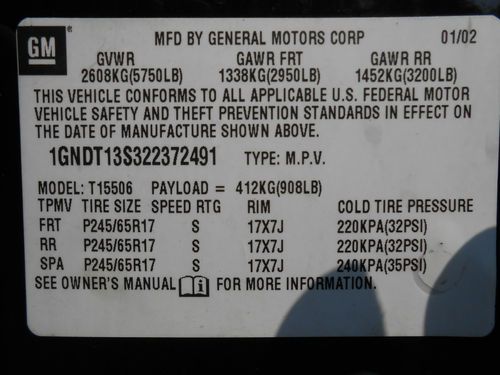 GM MFD BY GENERAL MOTORS CORP 01/02
GVWR GAWR FRT GAWR RR
2608KG(5750LB) 1338KG(2950LB) 1452KG(3200LB)
THIS VEHICLE CONFORMS TO ALL APPLICABLE U.S. FEDERAL MOTOR
VEHICLE SAFETY AND THEFT PREVENTION STANDARDS IN EFFECT ON
THE DATE OF MANUFACTURE SHOWN ABOVE.
1GNDT13S322372491 TYPE: M.P.V.
MODEL: T15506 PAYLOAD = 412KG(908LB)
TPMV TIRE SIZE SPEED RTG RIM COLD TIRE PRESSURE
FRT P245/65R17 S 17X7J 220KPA(32PSI)
RR P245/65R17 S 17X7J 220KPA(32PSI)
SPA P245/65R17 S 17X7J 240KPA(35PSI)
SEE OWNER'S MANUAL i FOR MORE INFORMATION.